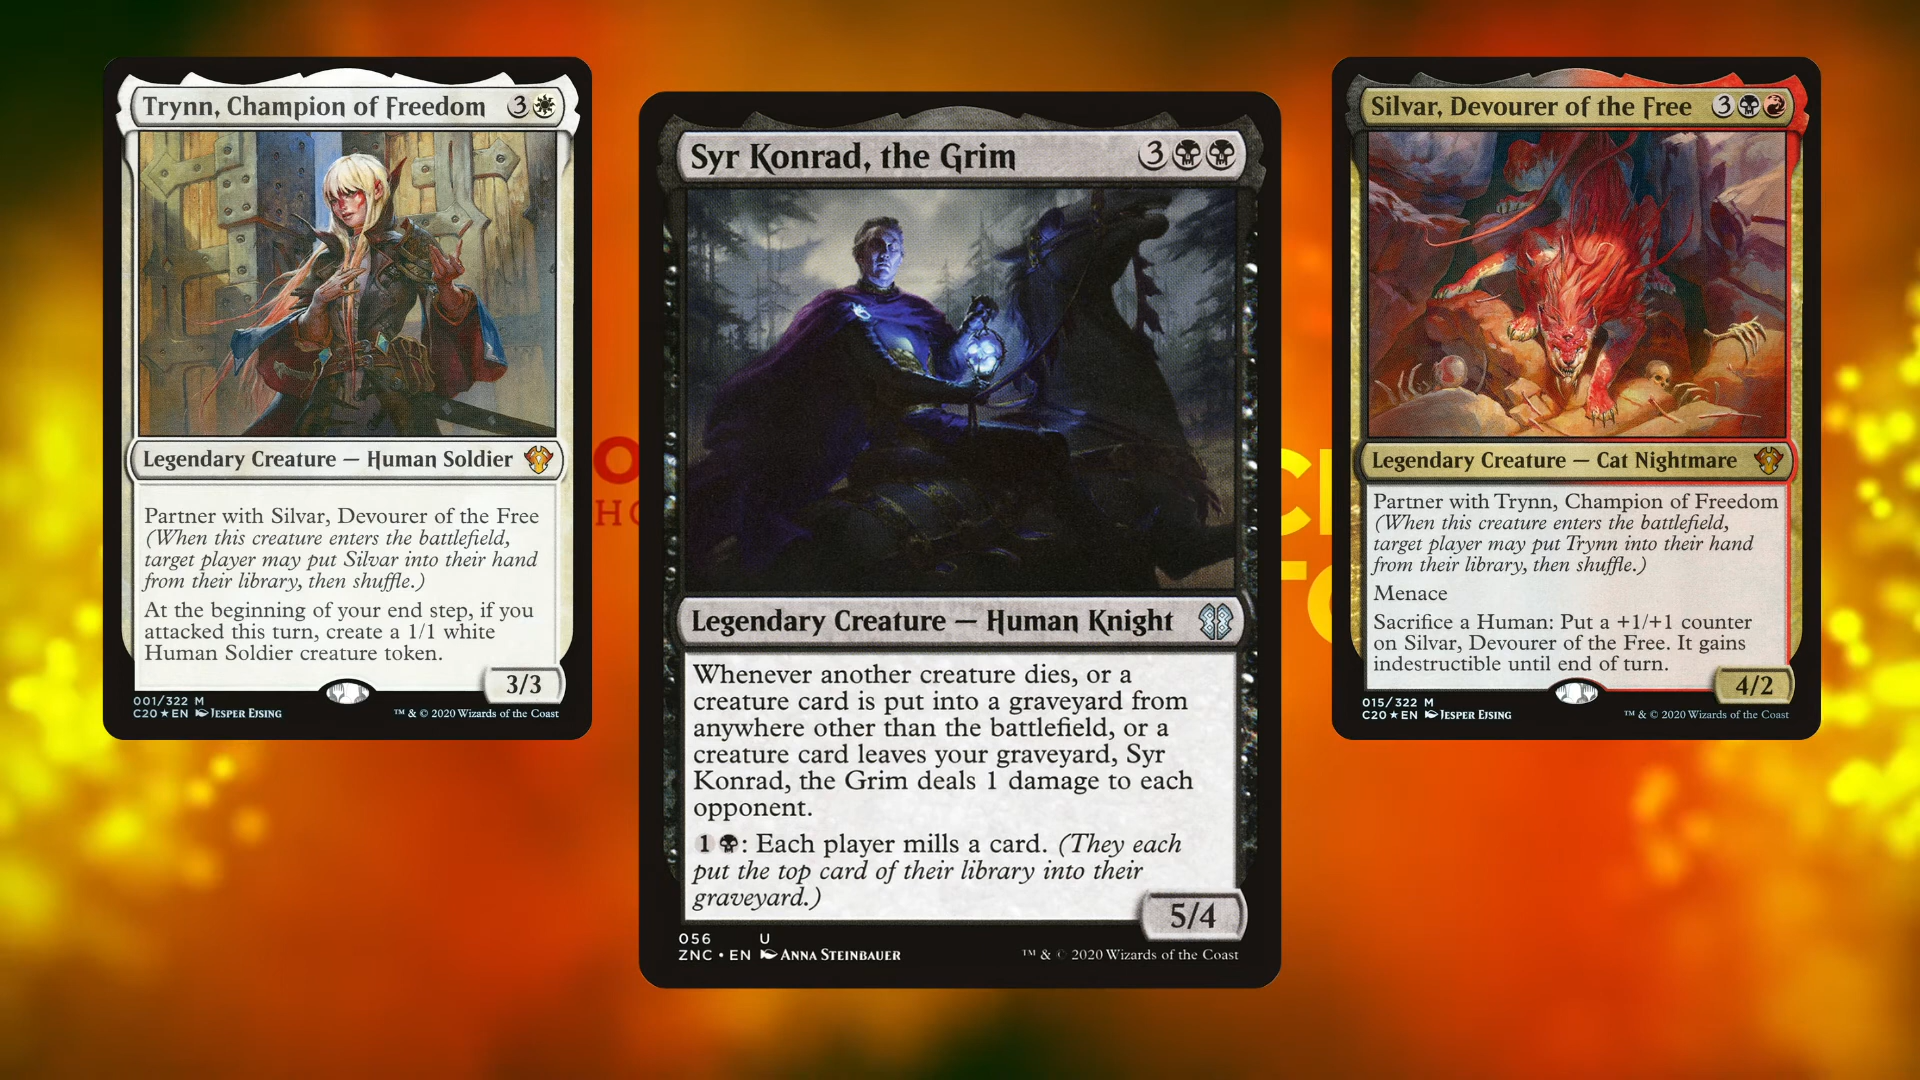 Trynn, Champion of Freedom 3
Legendary Creature — Human Soldier
Partner with Silvar, Devourer of the Free
(When this creature enters the battlefield,
target player may put Silvar into their hand
from their library, then shuffle.)
At the beginning of your end step, if you
attacked this turn, create a 1/1 white
Human Soldier creature token.
3/3
001/322 M
C20 ★ EN JESPER EJSING
™ & © 2020 Wizards of the Coast
Syr Konrad, the Grim 3
Legendary Creature — Human Knight
Whenever another creature dies, or a
creature card is put into a graveyard from
anywhere other than the battlefield, or a
creature card leaves your graveyard, Syr
Konrad, the Grim deals 1 damage to each
opponent.
1 : Each player mills a card. (They each
put the top card of their library into their
graveyard.)
5/4
056 U
ZNC • EN ANNA STEINBAUER
™ & © 2020 Wizards of the Coast
Silvar, Devourer of the Free 3
Legendary Creature — Cat Nightmare
Partner with Trynn, Champion of Freedom
(When this creature enters the battlefield,
target player may put Trynn into their hand
from their library, then shuffle.)
Menace
Sacrifice a Human: Put a +1/+1 counter
on Silvar, Devourer of the Free. It gains
indestructible until end of turn.
4/2
015/322 M
C20 ★ EN JESPER EJSING
™ & © 2020 Wizards of the Coast